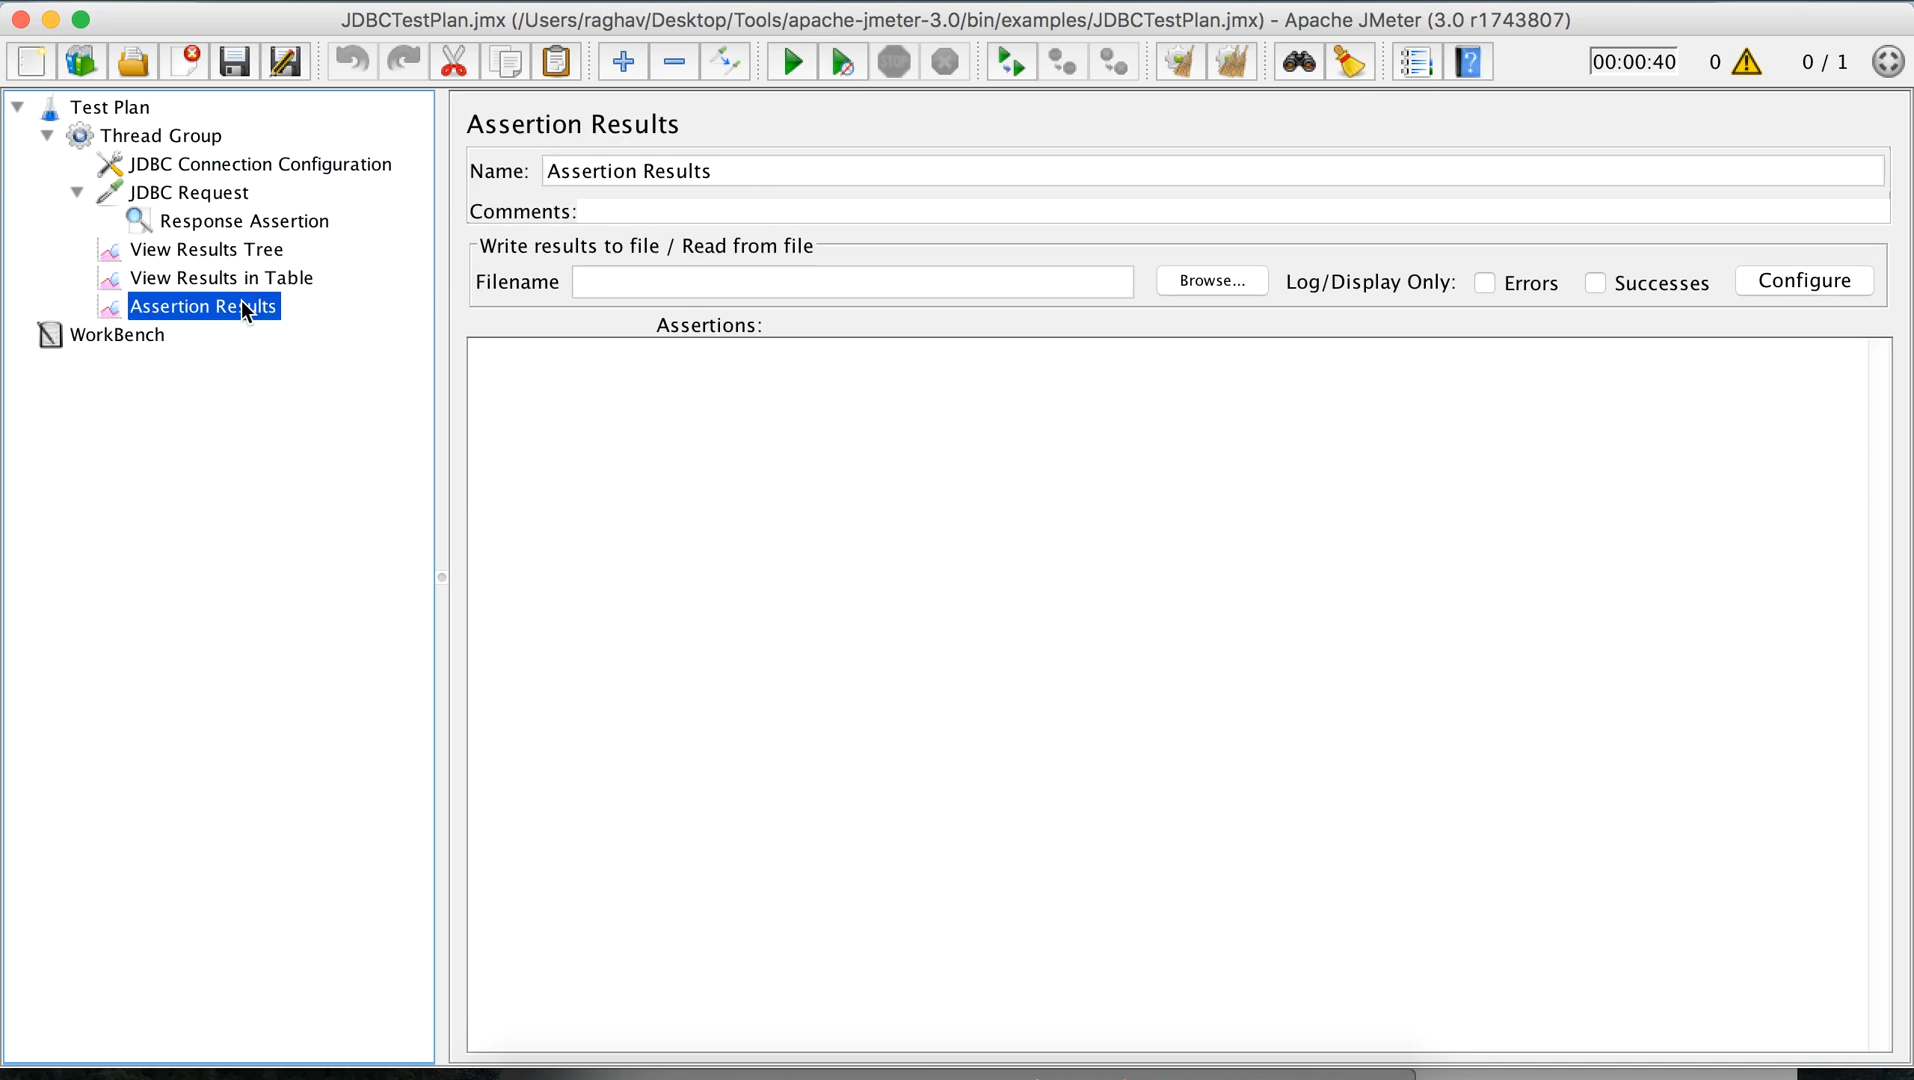 JDBCTestPlan.jmx (/Users/raghav/Desktop/Tools/apache-jmeter-3.0/bin/examples/JDBCTestPlan.jmx) - Apache JMeter (3.0 r1743807)
STOP
?
00:00:40 0 0 / 1
Test Plan
Thread Group
JDBC Connection Configuration
JDBC Request
Response Assertion
View Results Tree
View Results in Table
Assertion Results
WorkBench
Assertion Results
Name: Assertion Results
Comments:
Write results to file / Read from file
Filename Browse... Log/Display Only: Errors Successes Configure
Assertions: